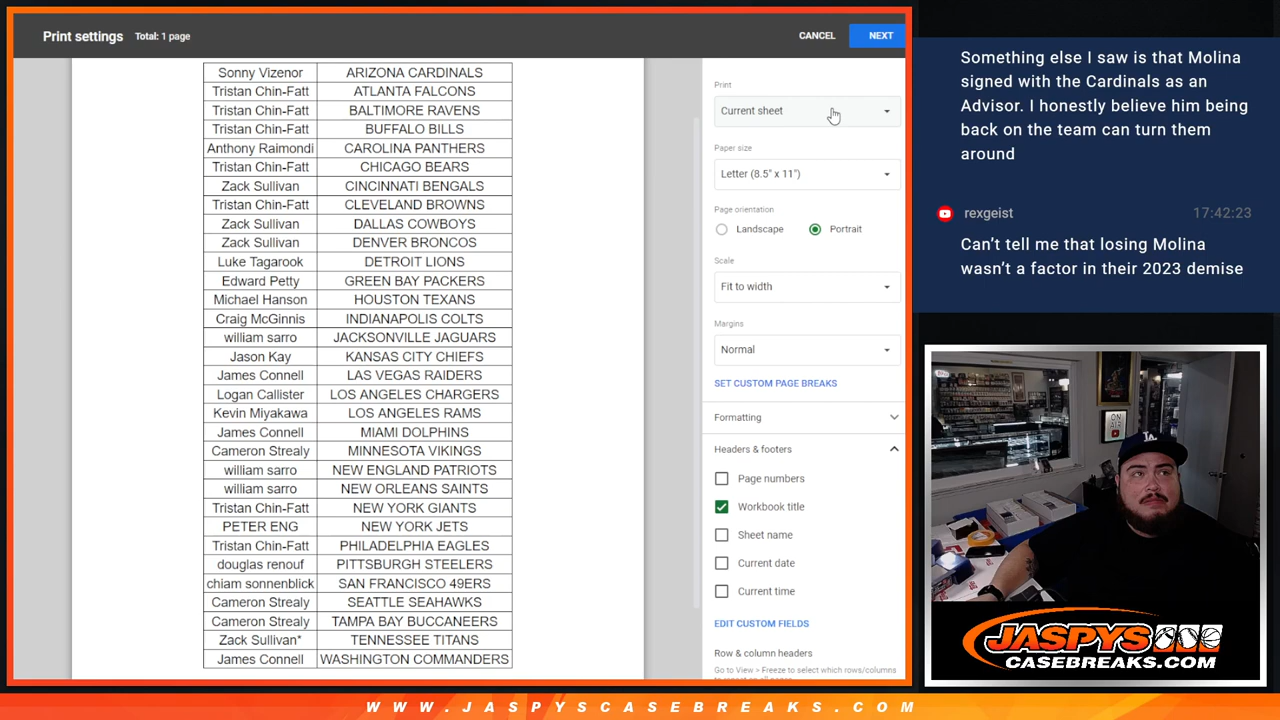 Print settings Total: 1 page CANCEL NEXT
Sonny Vizenor ARIZONA CARDINALS
Tristan Chin-Fatt ATLANTA FALCONS
Tristan Chin-Fatt BALTIMORE RAVENS
Tristan Chin-Fatt BUFFALO BILLS
Anthony Raimondi CAROLINA PANTHERS
Tristan Chin-Fatt CHICAGO BEARS
Zack Sullivan CINCINNATI BENGALS
Tristan Chin-Fatt CLEVELAND BROWNS
Zack Sullivan DALLAS COWBOYS
Zack Sullivan DENVER BRONCOS
Luke Tagarook DETROIT LIONS
Edward Petty GREEN BAY PACKERS
Michael Hanson HOUSTON TEXANS
Craig McGinnis INDIANAPOLIS COLTS
william sarro JACKSONVILLE JAGUARS
Jason Kay KANSAS CITY CHIEFS
James Connell LAS VEGAS RAIDERS
Logan Callister LOS ANGELES CHARGERS
Kevin Miyakawa LOS ANGELES RAMS
James Connell MIAMI DOLPHINS
Cameron Strealy MINNESOTA VIKINGS
william sarro NEW ENGLAND PATRIOTS
william sarro NEW ORLEANS SAINTS
Tristan Chin-Fatt NEW YORK GIANTS
PETER ENG NEW YORK JETS
Tristan Chin-Fatt PHILADELPHIA EAGLES
douglas renouf PITTSBURGH STEELERS
chiam sonnenblick SAN FRANCISCO 49ERS
Cameron Strealy SEATTLE SEAHAWKS
Cameron Strealy TAMPA BAY BUCCANEERS
Zack Sullivan* TENNESSEE TITANS
James Connell WASHINGTON COMMANDERS
Print
Current sheet
Paper size
Letter (8.5" x 11")
Page orientation
Landscape Portrait
Scale
Fit to width
Margins
Normal
SET CUSTOM PAGE BREAKS
Formatting
Headers & footers
Page numbers
Workbook title
Sheet name
Current date
Current time
EDIT CUSTOM FIELDS
Row & column headers
Go to View > Freeze to select which rows/columns
Something else I saw is that Molina
signed with the Cardinals as an
Advisor. I honestly believe him being
back on the team can turn them
around
rexgeist 17:42:23
Can't tell me that losing Molina
wasn't a factor in their 2023 demise
ON
AIR
LA
JASPYS
CASEBREAKS.COM
WWW.JASPYSCASEBREAKS.COM